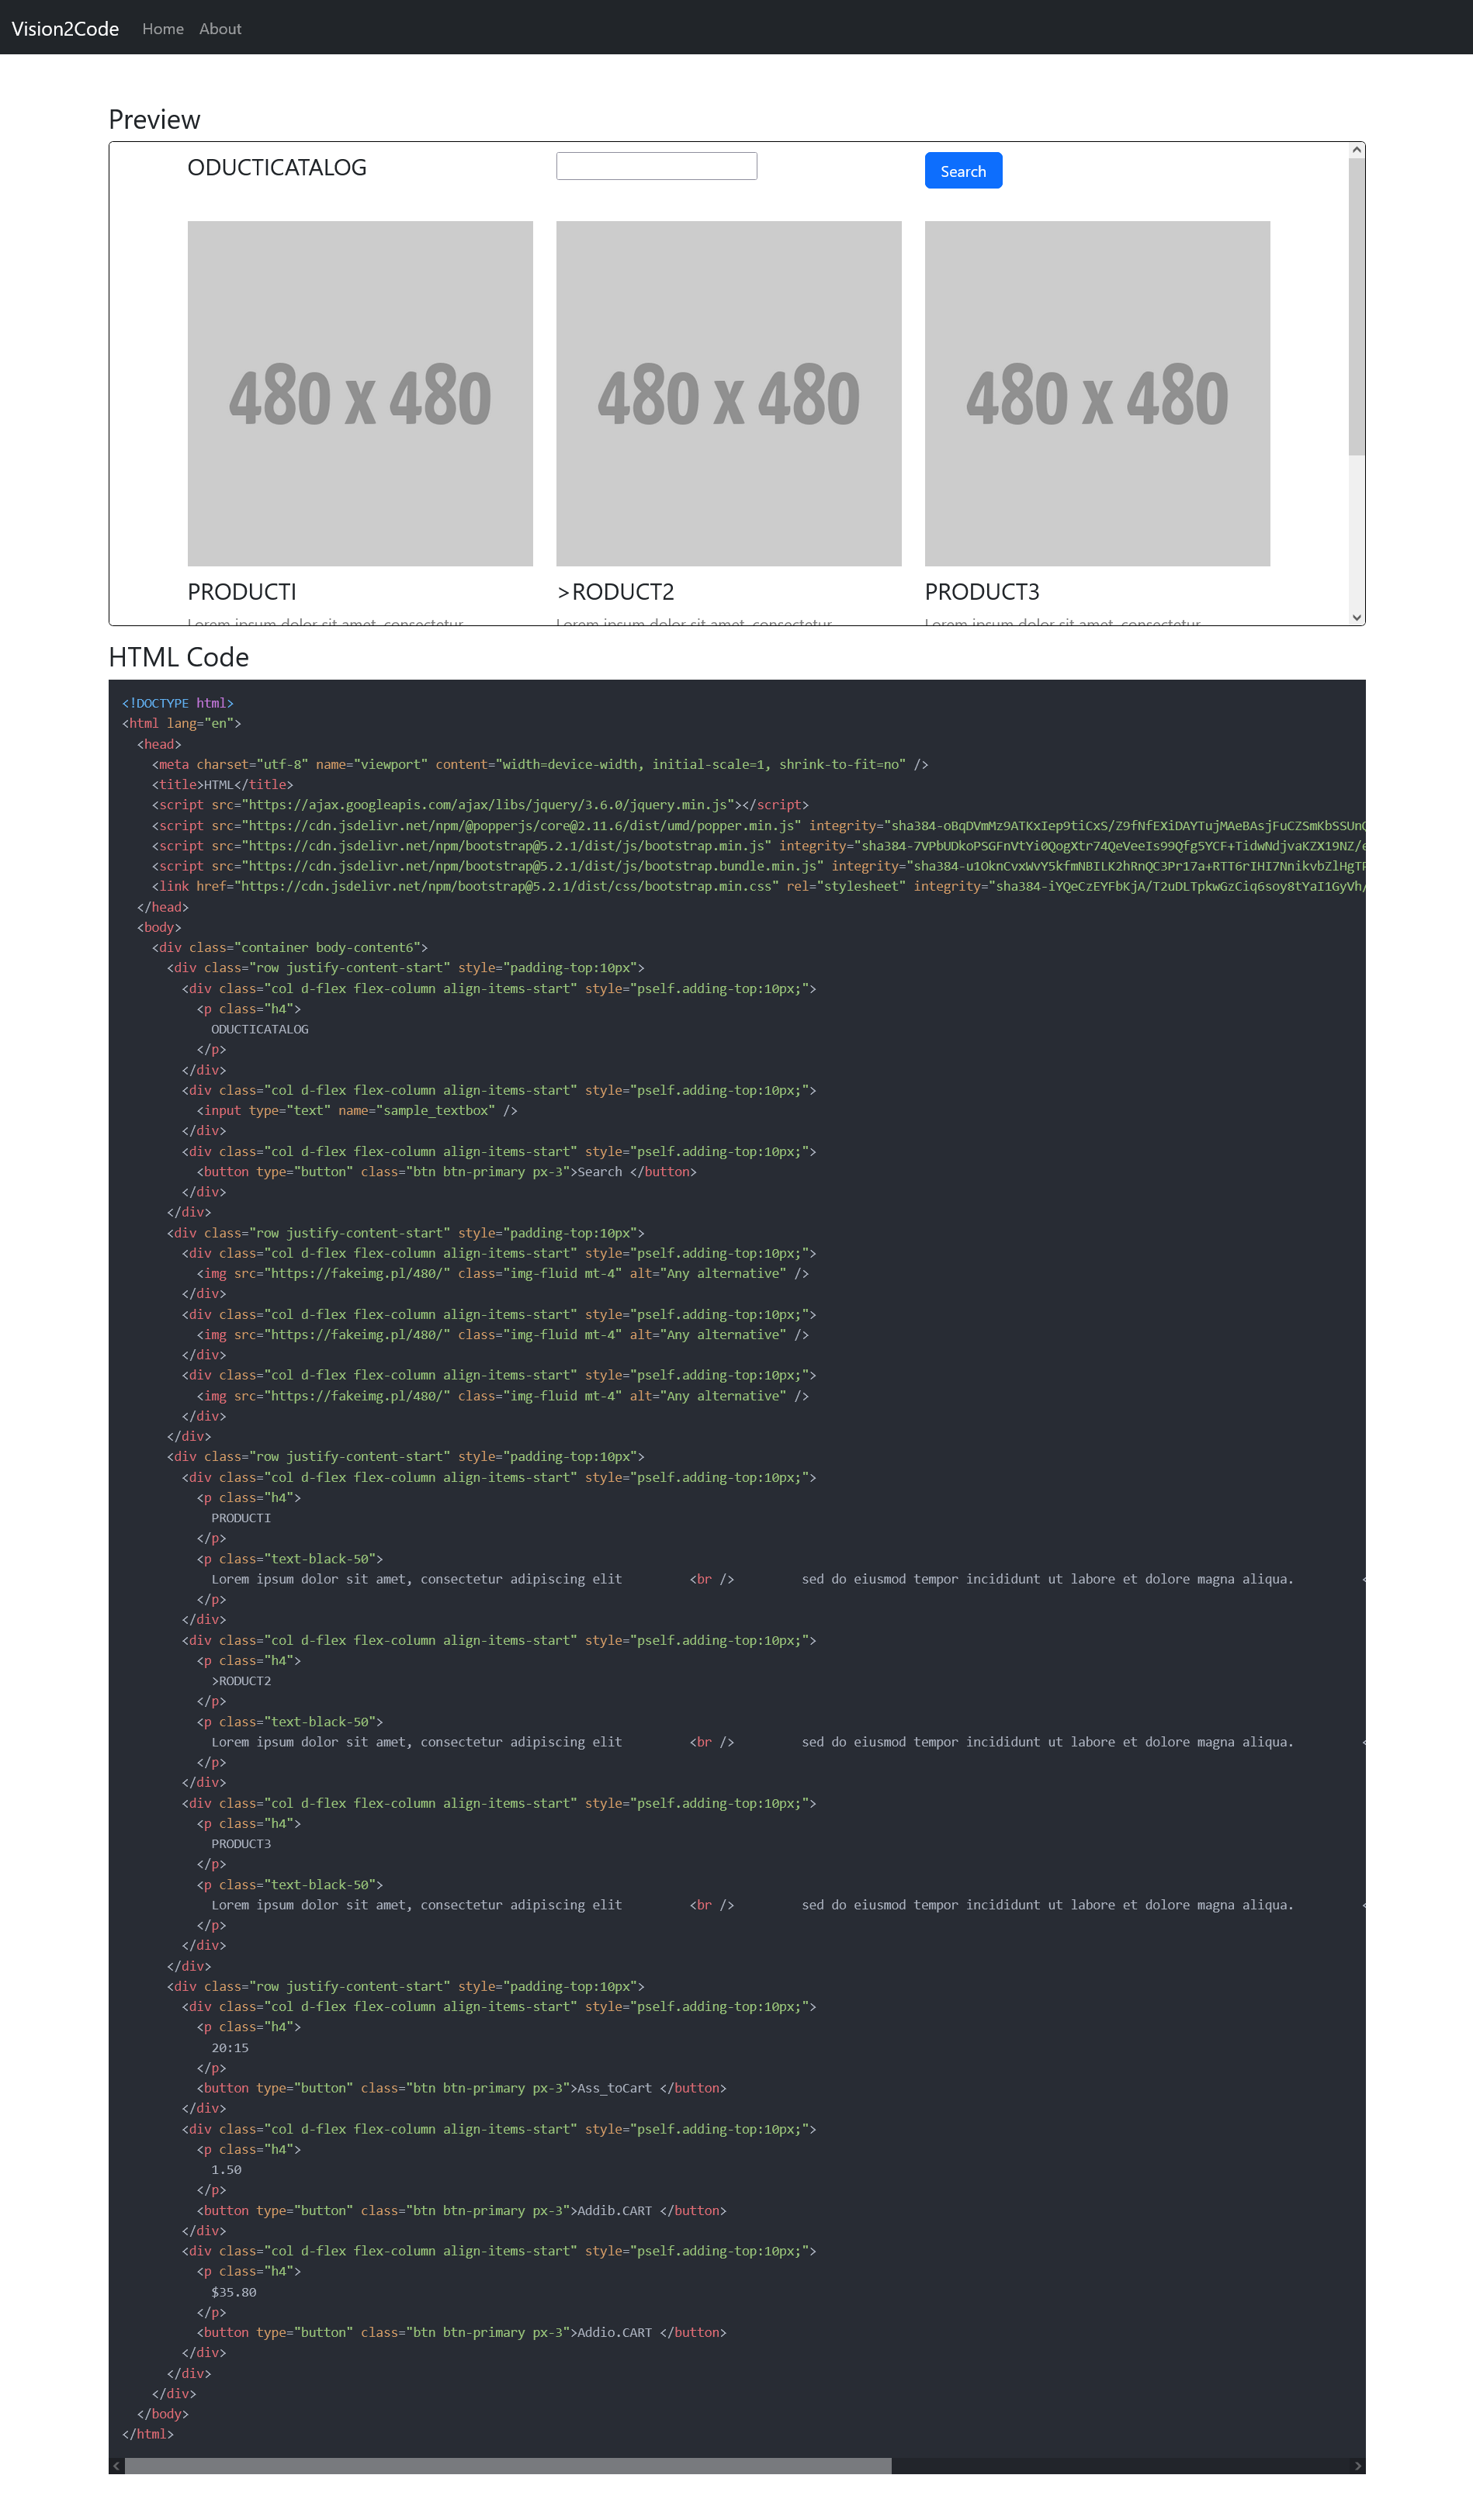 Vision2Code Home About
Preview
ODUCTICATALOG Search
480 x 480 480 x 480 480 x 480
PRODUCTI >RODUCT2 PRODUCT3
Lorem ipsum dolor sit amet, consectetur Lorem ipsum dolor sit amet, consectetur Lorem ipsum dolor sit amet, consectetur
HTML Code
<!DOCTYPE html>
<html lang="en">
<head>
<meta charset="utf-8" name="viewport" content="width=device-width, initial-scale=1, shrink-to-fit=no" />
<title>HTML</title>
<script src="https://ajax.googleapis.com/ajax/libs/jquery/3.6.0/jquery.min.js"></script>
<script src="https://cdn.jsdelivr.net/npm/@popperjs/core@2.11.6/dist/umd/popper.min.js" integrity="sha384-oBqDVmMz9ATKxIep9tiCxS/Z9fNfEXiDAYTujMAeBAsjFuCZSmKbSSUnQ
<script src="https://cdn.jsdelivr.net/npm/bootstrap@5.2.1/dist/js/bootstrap.min.js" integrity="sha384-7VPbUDkoPSGFnVtYi0QogXtr74QeVeeIs99Qfg5YCF+TidwNdjvaKZX19NZ/e
<script src="https://cdn.jsdelivr.net/npm/bootstrap@5.2.1/dist/js/bootstrap.bundle.min.js" integrity="sha384-u1OknCvxWvY5kfmNBILK2hRnQC3Pr17a+RTT6rIHI7NnikvbZlHgTP
<link href="https://cdn.jsdelivr.net/npm/bootstrap@5.2.1/dist/css/bootstrap.min.css" rel="stylesheet" integrity="sha384-iYQeCzEYFbKjA/T2uDLTpkwGzCiq6soy8tYaI1GyVh/
</head>
<body>
<div class="container body-content6">
<div class="row justify-content-start" style="padding-top:10px">
<div class="col d-flex flex-column align-items-start" style="pself.adding-top:10px;">
<p class="h4">
ODUCTICATALOG
</p>
</div>
<div class="col d-flex flex-column align-items-start" style="pself.adding-top:10px;">
<input type="text" name="sample_textbox" />
</div>
<div class="col d-flex flex-column align-items-start" style="pself.adding-top:10px;">
<button type="button" class="btn btn-primary px-3">Search </button>
</div>
</div>
<div class="row justify-content-start" style="padding-top:10px">
<div class="col d-flex flex-column align-items-start" style="pself.adding-top:10px;">
<img src="https://fakeimg.pl/480/" class="img-fluid mt-4" alt="Any alternative" />
</div>
<div class="col d-flex flex-column align-items-start" style="pself.adding-top:10px;">
<img src="https://fakeimg.pl/480/" class="img-fluid mt-4" alt="Any alternative" />
</div>
<div class="col d-flex flex-column align-items-start" style="pself.adding-top:10px;">
<img src="https://fakeimg.pl/480/" class="img-fluid mt-4" alt="Any alternative" />
</div>
</div>
<div class="row justify-content-start" style="padding-top:10px">
<div class="col d-flex flex-column align-items-start" style="pself.adding-top:10px;">
<p class="h4">
PRODUCTI
</p>
<p class="text-black-50">
Lorem ipsum dolor sit amet, consectetur adipiscing elit <br /> sed do eiusmod tempor incididunt ut labore et dolore magna aliqua. <
</p>
</div>
<div class="col d-flex flex-column align-items-start" style="pself.adding-top:10px;">
<p class="h4">
>RODUCT2
</p>
<p class="text-black-50">
Lorem ipsum dolor sit amet, consectetur adipiscing elit <br /> sed do eiusmod tempor incididunt ut labore et dolore magna aliqua. <
</p>
</div>
<div class="col d-flex flex-column align-items-start" style="pself.adding-top:10px;">
<p class="h4">
PRODUCT3
</p>
<p class="text-black-50">
Lorem ipsum dolor sit amet, consectetur adipiscing elit <br /> sed do eiusmod tempor incididunt ut labore et dolore magna aliqua. <
</p>
</div>
</div>
<div class="row justify-content-start" style="padding-top:10px">
<div class="col d-flex flex-column align-items-start" style="pself.adding-top:10px;">
<p class="h4">
20:15
</p>
<button type="button" class="btn btn-primary px-3">Ass_toCart </button>
</div>
<div class="col d-flex flex-column align-items-start" style="pself.adding-top:10px;">
<p class="h4">
1.50
</p>
<button type="button" class="btn btn-primary px-3">Addib.CART </button>
</div>
<div class="col d-flex flex-column align-items-start" style="pself.adding-top:10px;">
<p class="h4">
$35.80
</p>
<button type="button" class="btn btn-primary px-3">Addio.CART </button>
</div>
</div>
</div>
</body>
</html>